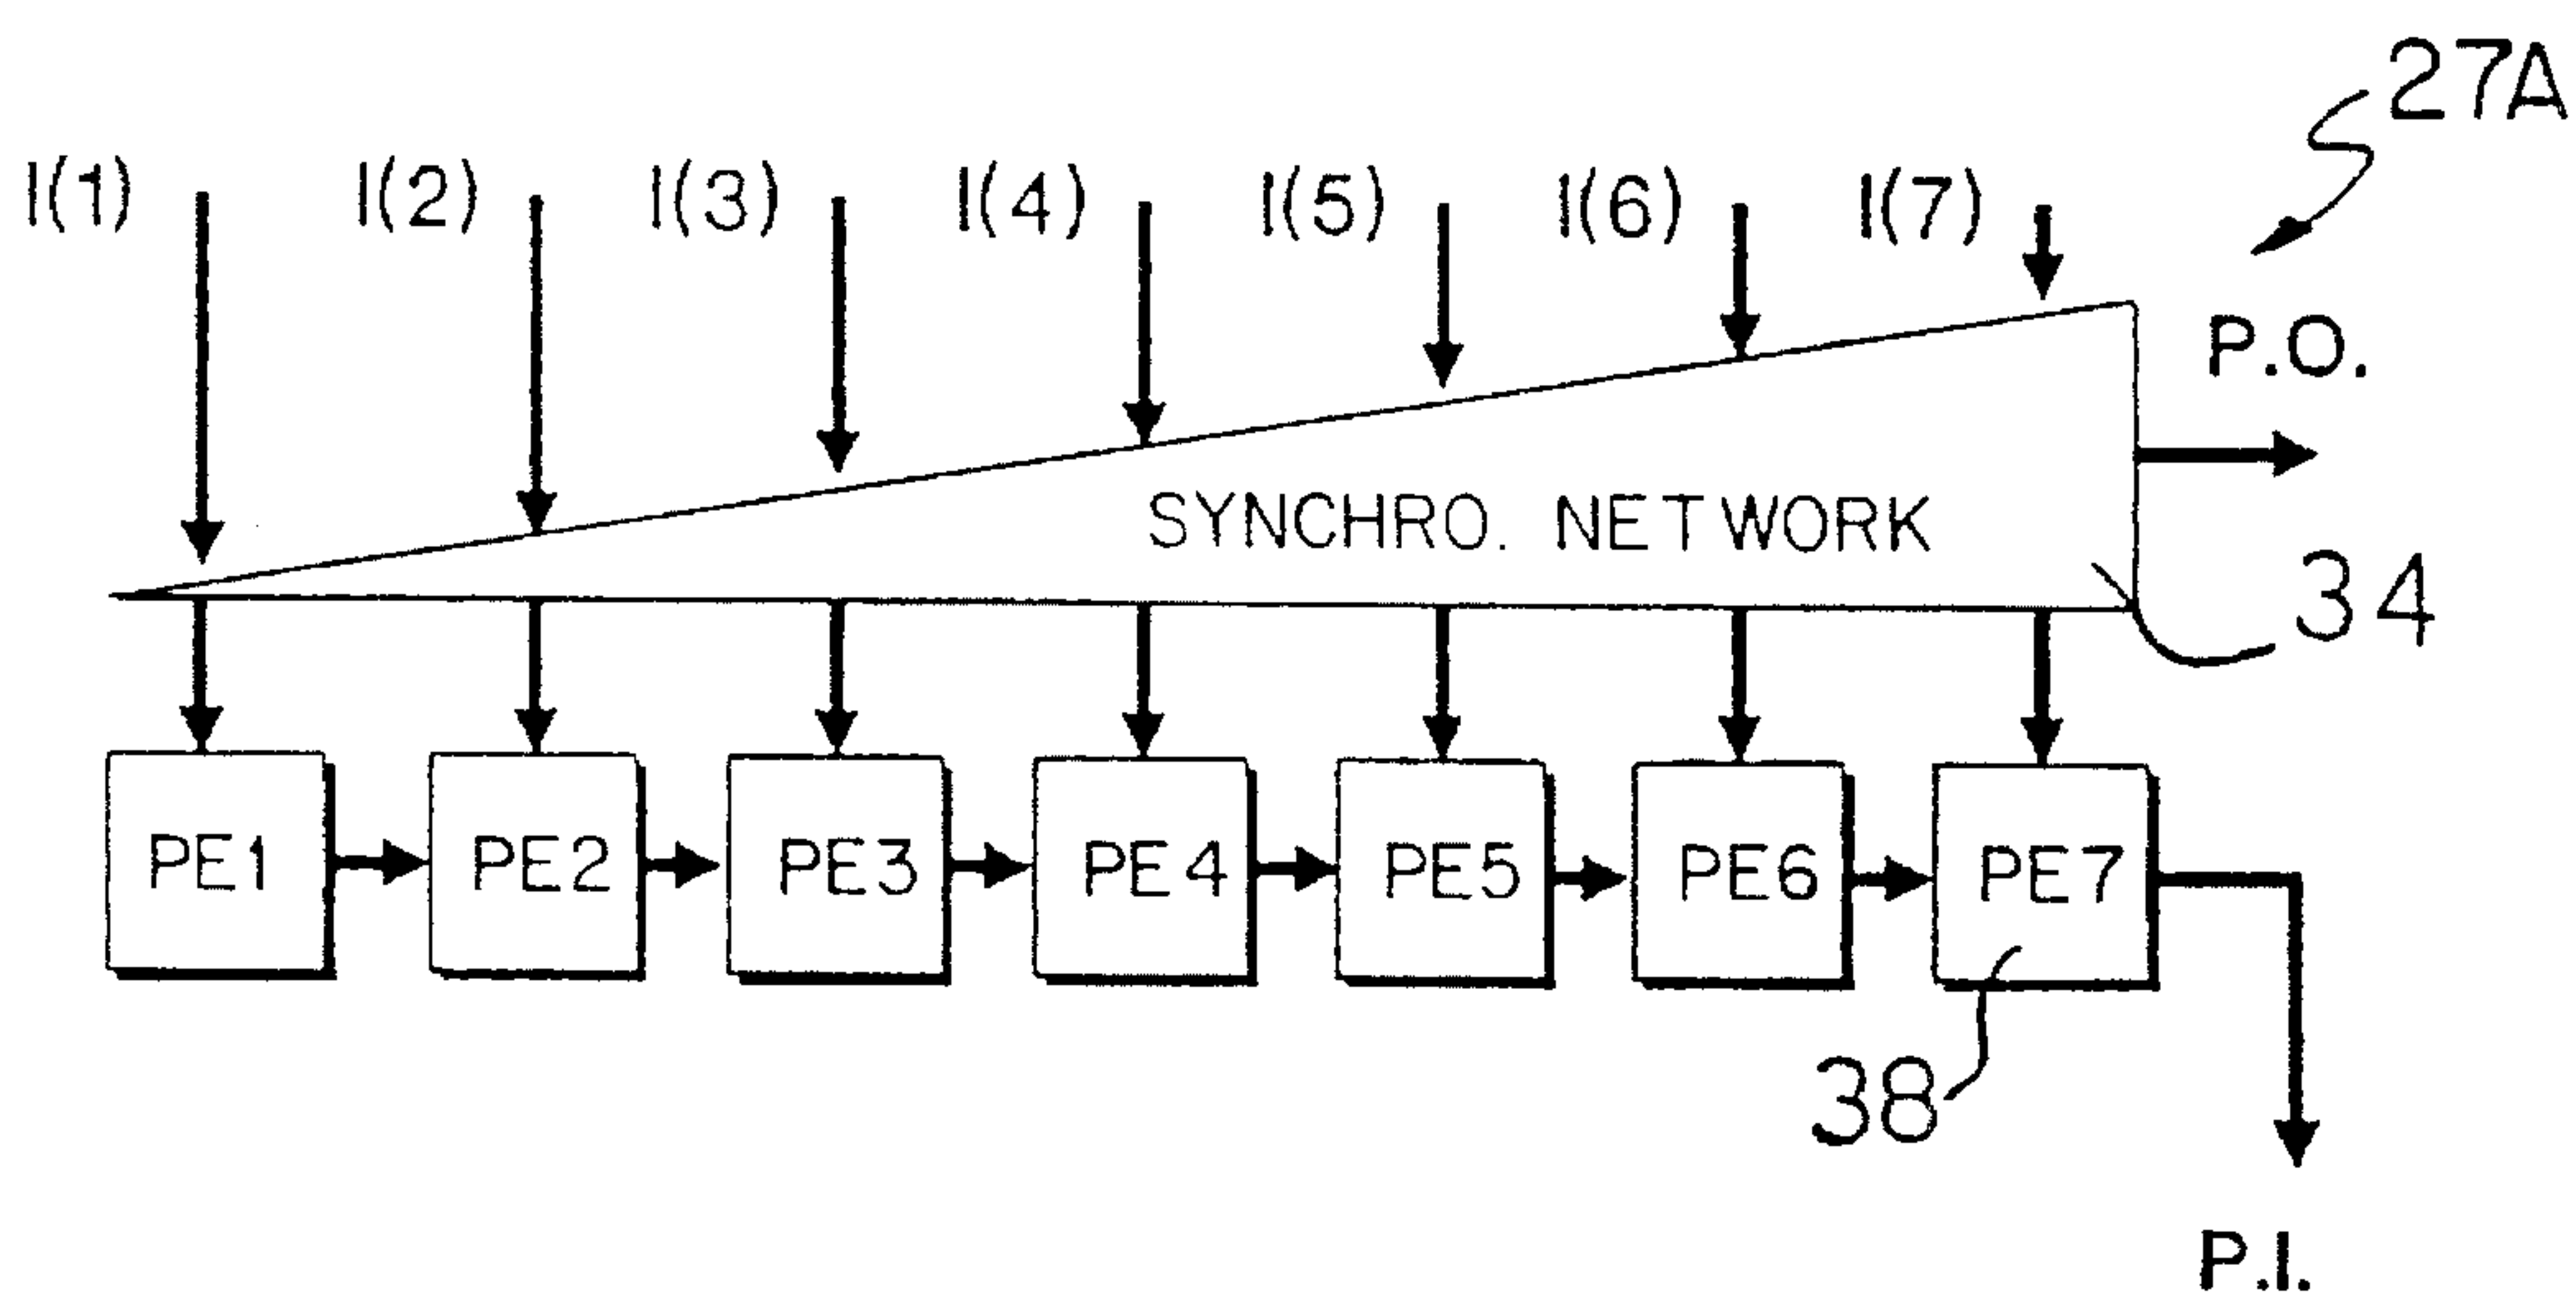 27A
I(1) I(2) I(3) I(4) I(5) I(6) I(7)
P.O.
SYNCHRO. NETWORK
34
PE1 PE2 PE3 PE4 PE5 PE6 PE7
38
P.I.